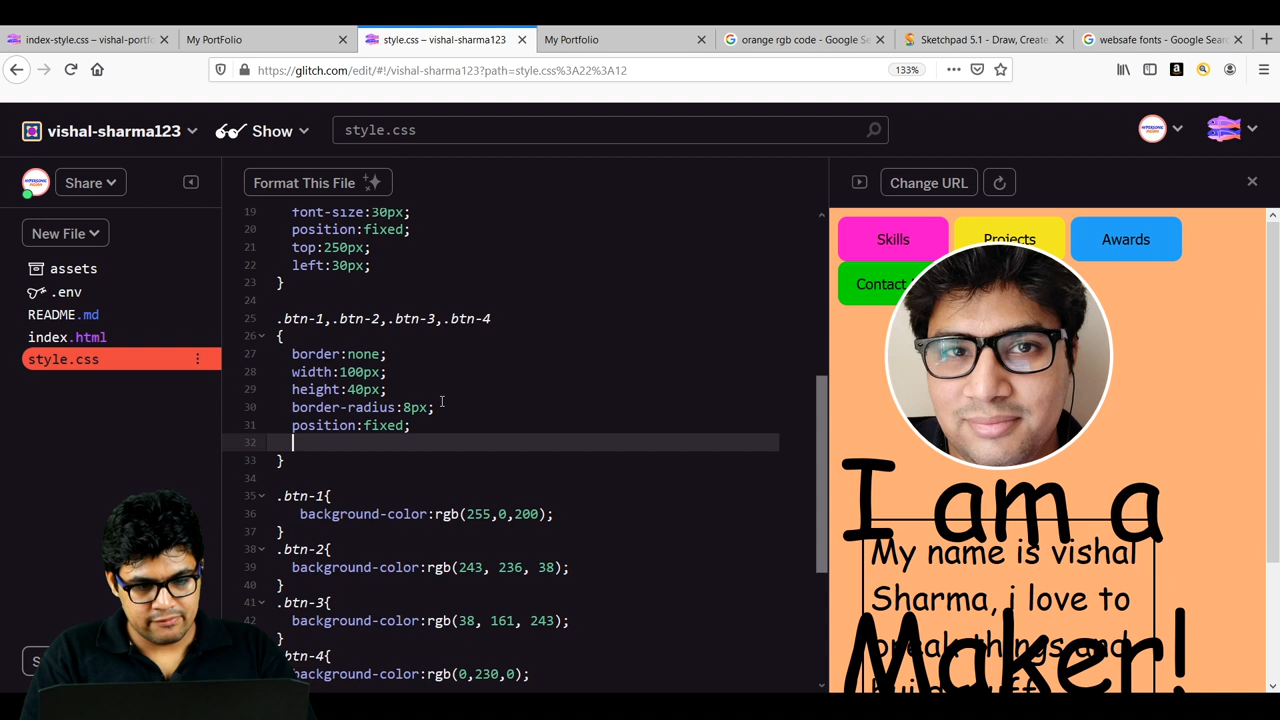 index-style.css – vishal-portfo
My PortFolio
style.css – vishal-sharma123
My Portfolio
orange rgb code - Google Se
Sketchpad 5.1 - Draw, Create
websafe fonts - Google Sear
https://glitch.com/edit/#!/vishal-sharma123?path=style.css%3A22%3A12
133%
vishal-sharma123
Show
style.css
Share
Format This File
Change URL
New File
assets
.env
README.md
index.html
style.css
19 font-size:30px;
20 position:fixed;
21 top:250px;
22 left:30px;
23 }
24
25 .btn-1,.btn-2,.btn-3,.btn-4
26 {
27 border:none;
28 width:100px;
29 height:40px;
30 border-radius:8px;
31 position:fixed;
32
33 }
34
35 .btn-1{
36 background-color:rgb(255,0,200);
37 }
38 .btn-2{
39 background-color:rgb(243, 236, 38);
40 }
41 .btn-3{
42 background-color:rgb(38, 161, 243);
}
.btn-4{
background-color:rgb(0,230,0);
Skills
Projects
Awards
Contact
I am a
My name is vishal
Sharma, i love to
break things and
Maker!